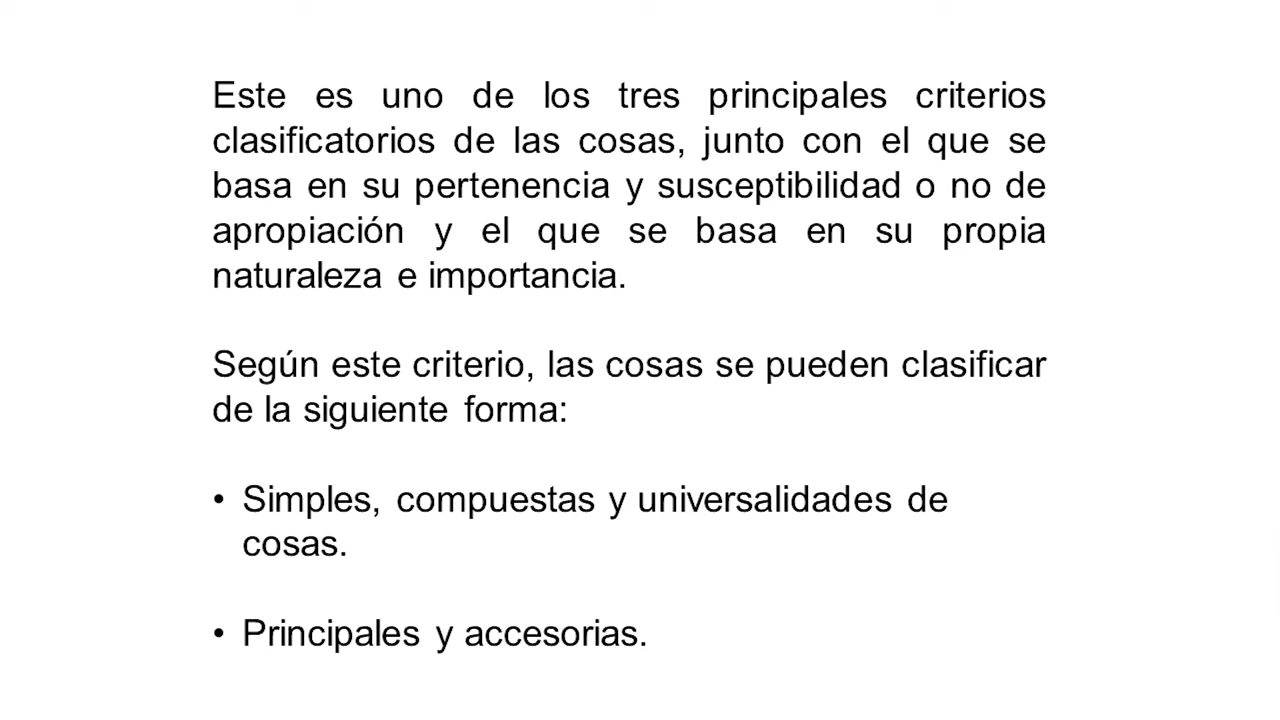 Este es uno de los tres principales criterios
clasificatorios de las cosas, junto con el que se
basa en su pertenencia y susceptibilidad o no de
apropiación y el que se basa en su propia
naturaleza e importancia.
Según este criterio, las cosas se pueden clasificar
de la siguiente forma:
• Simples, compuestas y universalidades de
cosas.
• Principales y accesorias.